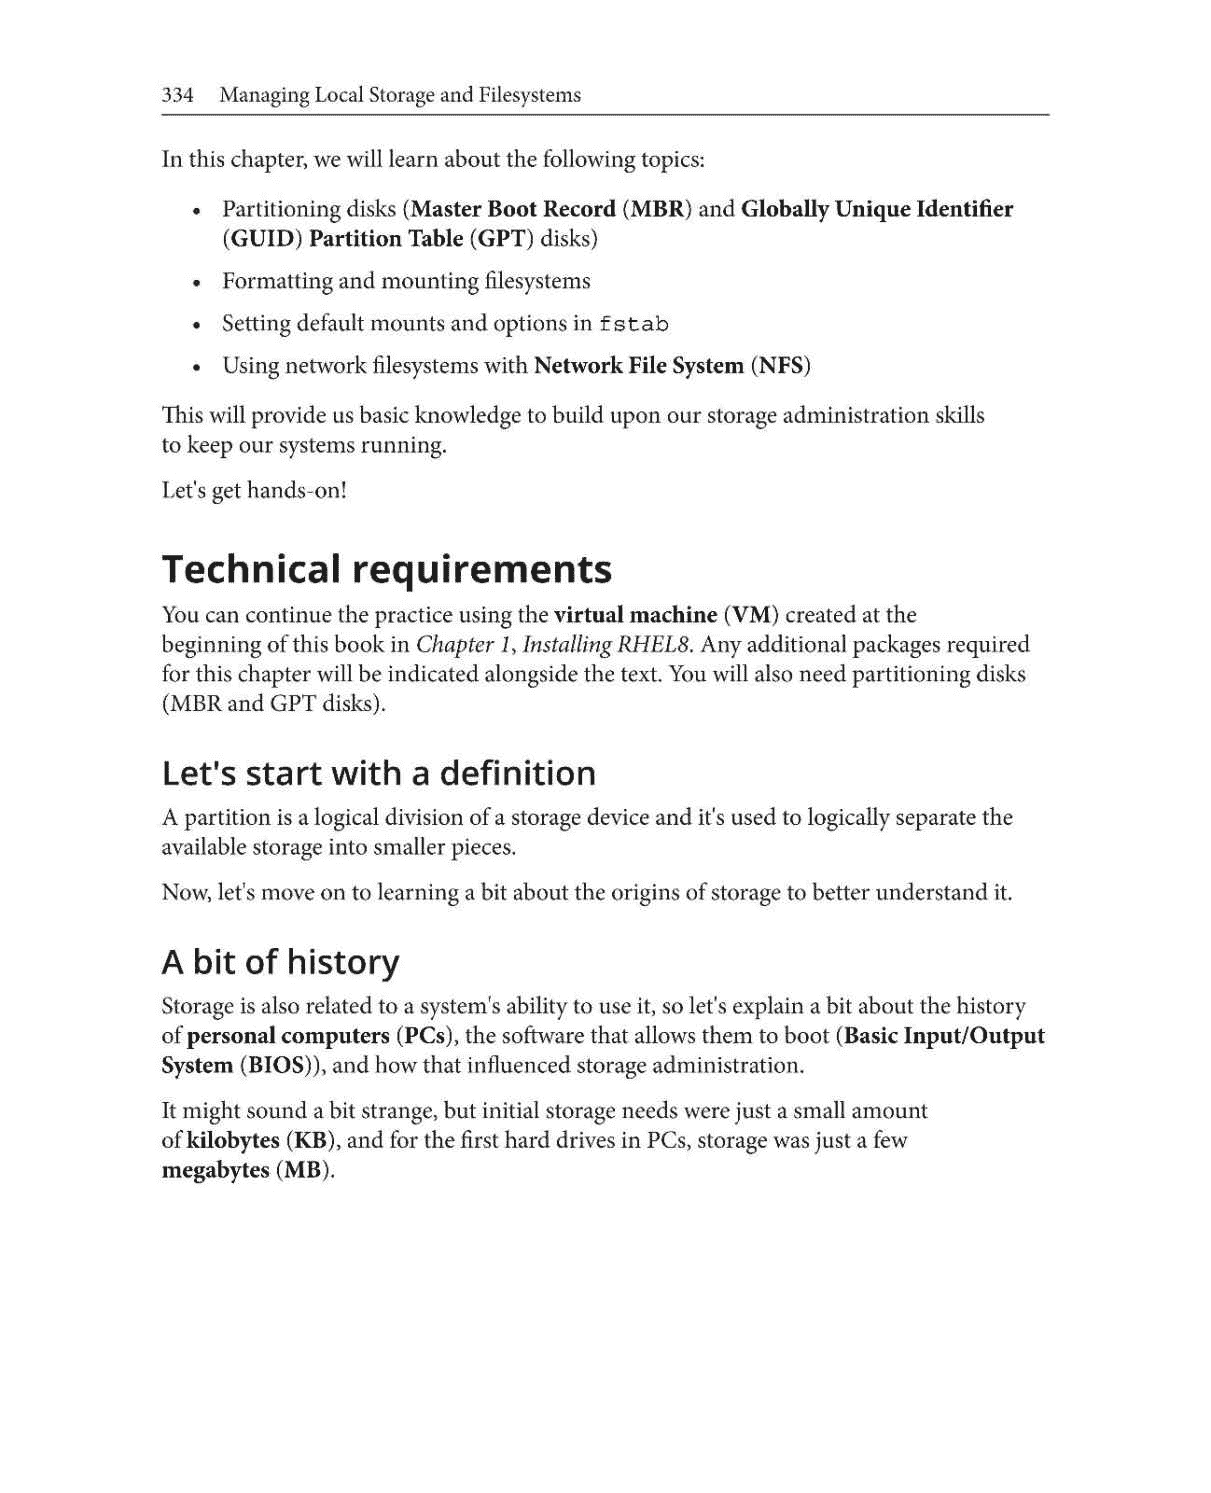 334 Managing Local Storage and Filesystems
In this chapter, we will learn about the following topics:
• Partitioning disks (Master Boot Record (MBR) and Globally Unique Identifier
(GUID) Partition Table (GPT) disks)
• Formatting and mounting filesystems
• Setting default mounts and options in fstab
• Using network filesystems with Network File System (NFS)
This will provide us basic knowledge to build upon our storage administration skills
to keep our systems running.
Let's get hands-on!
Technical requirements
You can continue the practice using the virtual machine (VM) created at the
beginning of this book in Chapter 1, Installing RHEL8. Any additional packages required
for this chapter will be indicated alongside the text. You will also need partitioning disks
(MBR and GPT disks).
Let's start with a definition
A partition is a logical division of a storage device and it's used to logically separate the
available storage into smaller pieces.
Now, let's move on to learning a bit about the origins of storage to better understand it.
A bit of history
Storage is also related to a system's ability to use it, so let's explain a bit about the history
of personal computers (PCs), the software that allows them to boot (Basic Input/Output
System (BIOS)), and how that influenced storage administration.
It might sound a bit strange, but initial storage needs were just a small amount
of kilobytes (KB), and for the first hard drives in PCs, storage was just a few
megabytes (MB).